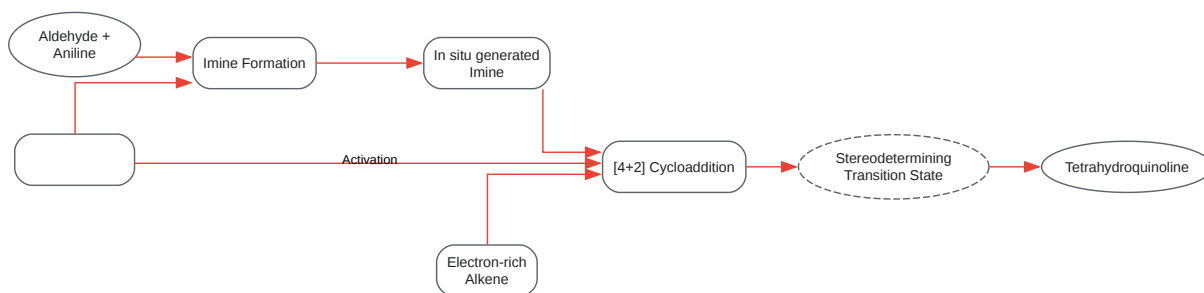 Aldehyde +
Aniline
Imine Formation
In situ generated
Imine
Activation
[4+2] Cycloaddition
Stereodetermining
Transition State
Tetrahydroquinoline
Electron-rich
Alkene